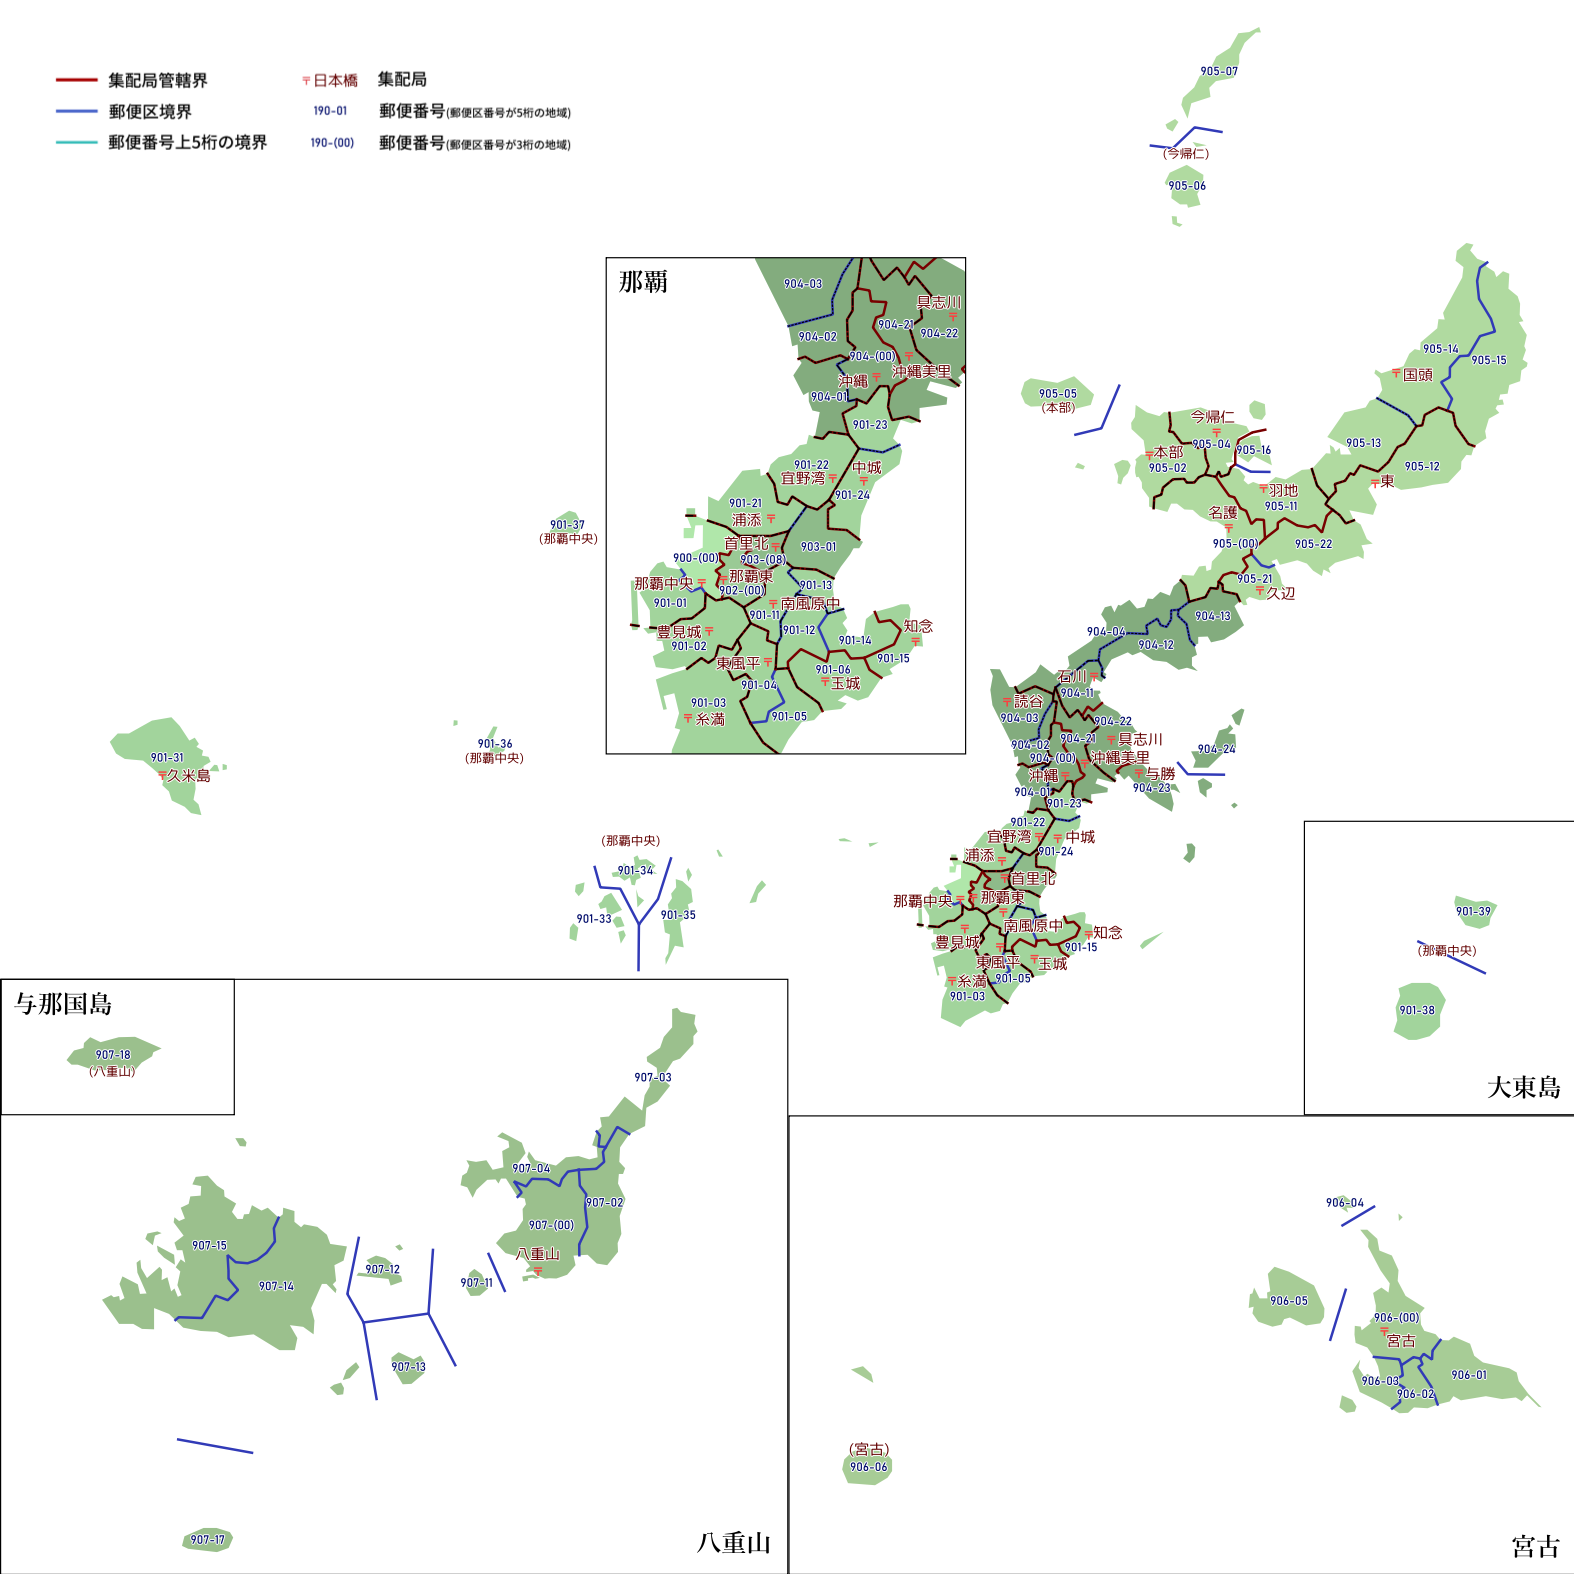 集配局管轄界
〒日本橋 集配局
郵便区境界
190-01 郵便番号(郵便区番号が5桁の地域)
郵便番号上5桁の境界
190-(00) 郵便番号(郵便区番号が3桁の地域)
905-07
(今帰仁)
905-06
905-14
905-15
〒国頭
905-05
(本部)
今帰仁
〒
905-04
905-16
905-13
905-12
〒本部
905-02
〒東
〒羽地
905-11
名護
〒
905-(00)
905-22
905-21
〒久辺
904-13
904-04
904-12
石川〒
904-11
〒読谷
904-03
904-22
904-02
904-21
〒具志川
904-(00)
〒沖縄美里
904-24
沖縄〒
〒与勝
904-23
904-01
901-23
901-22
宜野湾〒
〒中城
901-24
浦添
〒
〒首里北
那覇中央〒
〒那覇東
〒
南風原中
〒知念
豊見城
〒
901-15
東風平
〒
〒玉城
〒糸満
901-05
901-03
那覇
904-03
具志川
〒
904-21
904-22
904-02
904-(00)
〒
沖縄美里
沖縄〒
904-01
901-23
901-22
宜野湾〒
中城
〒
901-24
901-21
浦添〒
首里北〒
903-01
900-(00)
903-(08)
那覇中央〒
〒那覇東
902-(00)
901-13
901-01
〒南風原中
901-11
豊見城〒
901-12
901-14
知念
〒
901-02
901-15
東風平〒
901-06
〒玉城
901-04
901-03
〒糸満
901-05
901-37
(那覇中央)
901-36
(那覇中央)
901-31
〒久米島
(那覇中央)
901-34
901-33
901-35
901-39
(那覇中央)
901-38
大東島
与那国島
907-18
(八重山)
907-03
907-04
907-02
907-(00)
八重山
〒
907-15
907-14
907-12
907-11
907-13
907-17
八重山
906-04
906-05
906-(00)
〒
宮古
906-03
906-01
906-02
(宮古)
906-06
宮古